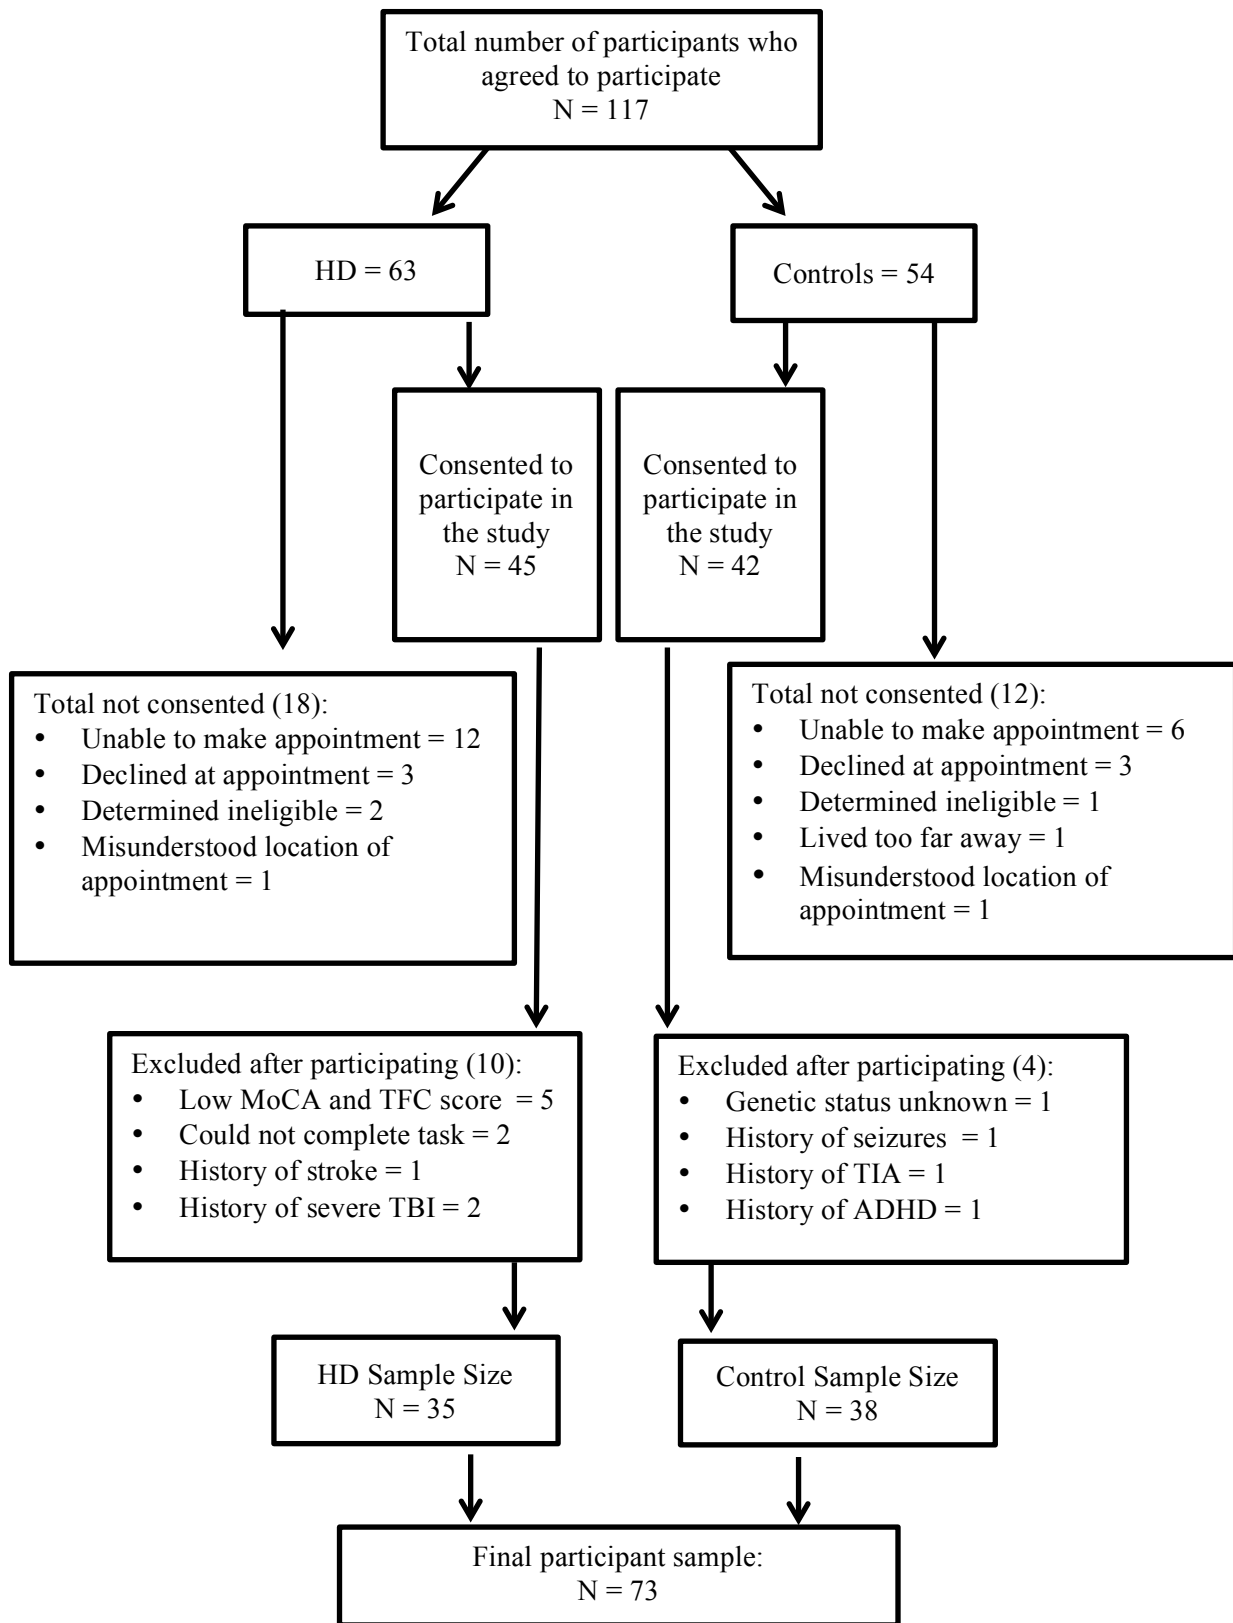 Total number of participants who
agreed to participate
N = 117
HD = 63
Controls = 54
Consented to
participate in
the study
N = 45
Consented to
participate in
the study
N = 42
Total not consented (18):
• Unable to make appointment = 12
• Declined at appointment = 3
• Determined ineligible = 2
• Misunderstood location of
appointment = 1
Total not consented (12):
• Unable to make appointment = 6
• Declined at appointment = 3
• Determined ineligible = 1
• Lived too far away = 1
• Misunderstood location of
appointment = 1
Excluded after participating (10):
• Low MoCA and TFC score = 5
• Could not complete task = 2
• History of stroke = 1
• History of severe TBI = 2
Excluded after participating (4):
• Genetic status unknown = 1
• History of seizures = 1
• History of TIA = 1
• History of ADHD = 1
HD Sample Size
N = 35
Control Sample Size
N = 38
Final participant sample:
N = 73